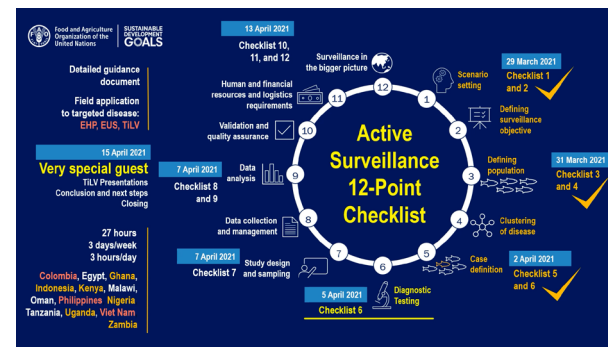 Food and Agriculture
Organization of the
United Nations
SUSTAINABLE
DEVELOPMENT
GOALS
Detailed guidance
document
Field application
to targeted disease:
EHP, EUS, TiLV
15 April 2021
Very special guest
TiLV Presentations
Conclusion and next steps
Closing
27 hours
3 days/week
3 hours/day
Colombia, Egypt, Ghana,
Indonesia, Kenya, Malawi,
Oman, Philippines Nigeria
Tanzania, Uganda, Viet Nam
Zambia
13 April 2021
Checklist 10,
11, and 12
7 April 2021
Checklist 8
and 9
7 April 2021
Checklist 7
5 April 2021
Checklist 6
Active
Surveillance
12-Point
Checklist
12
Surveillance in
the bigger picture
1
Scenario
setting
2
Defining
surveillance
objective
3
Defining
population
4
Clustering
of disease
5
Case
definition
6
Diagnostic
Testing
7
Study design
and sampling
8
Data collection
and management
9
Data
analysis
10
Validation and
quality assurance
11
Human and financial
resources and logistics
requirements
29 March 2021
Checklist 1
and 2
31 March 2021
Checklist 3
and 4
2 April 2021
Checklist 5
and 6